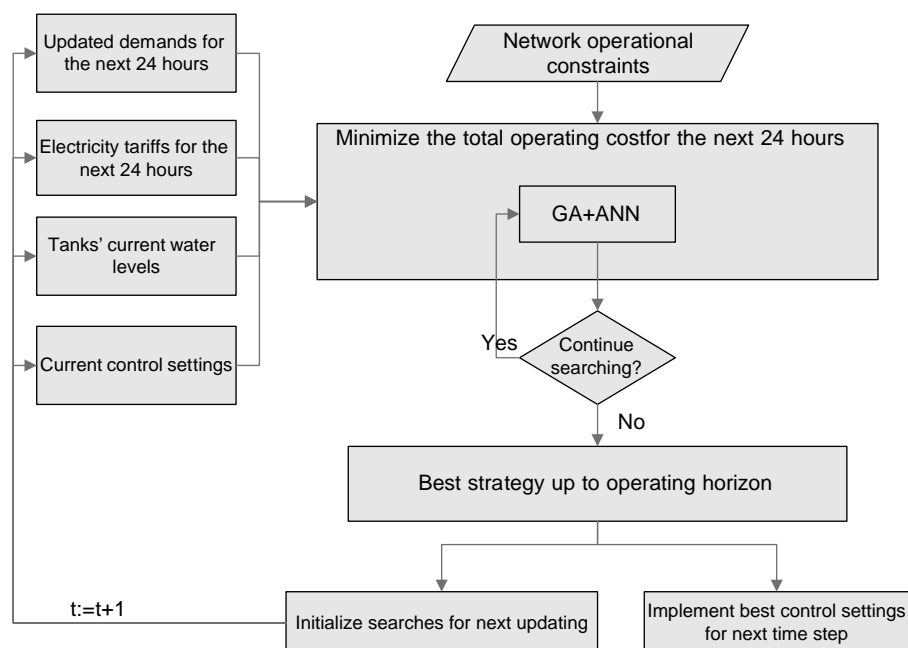 Updated demands for
the next 24 hours
Network operational
constraints
Electricity tariffs for the
next 24 hours
Minimize the total operating costfor the next 24 hours
GA+ANN
Tanks’ current water
levels
Current control settings
Yes
Continue
searching?
No
Best strategy up to operating horizon
t:=t+1
Initialize searches for next updating
Implement best control settings
for next time step